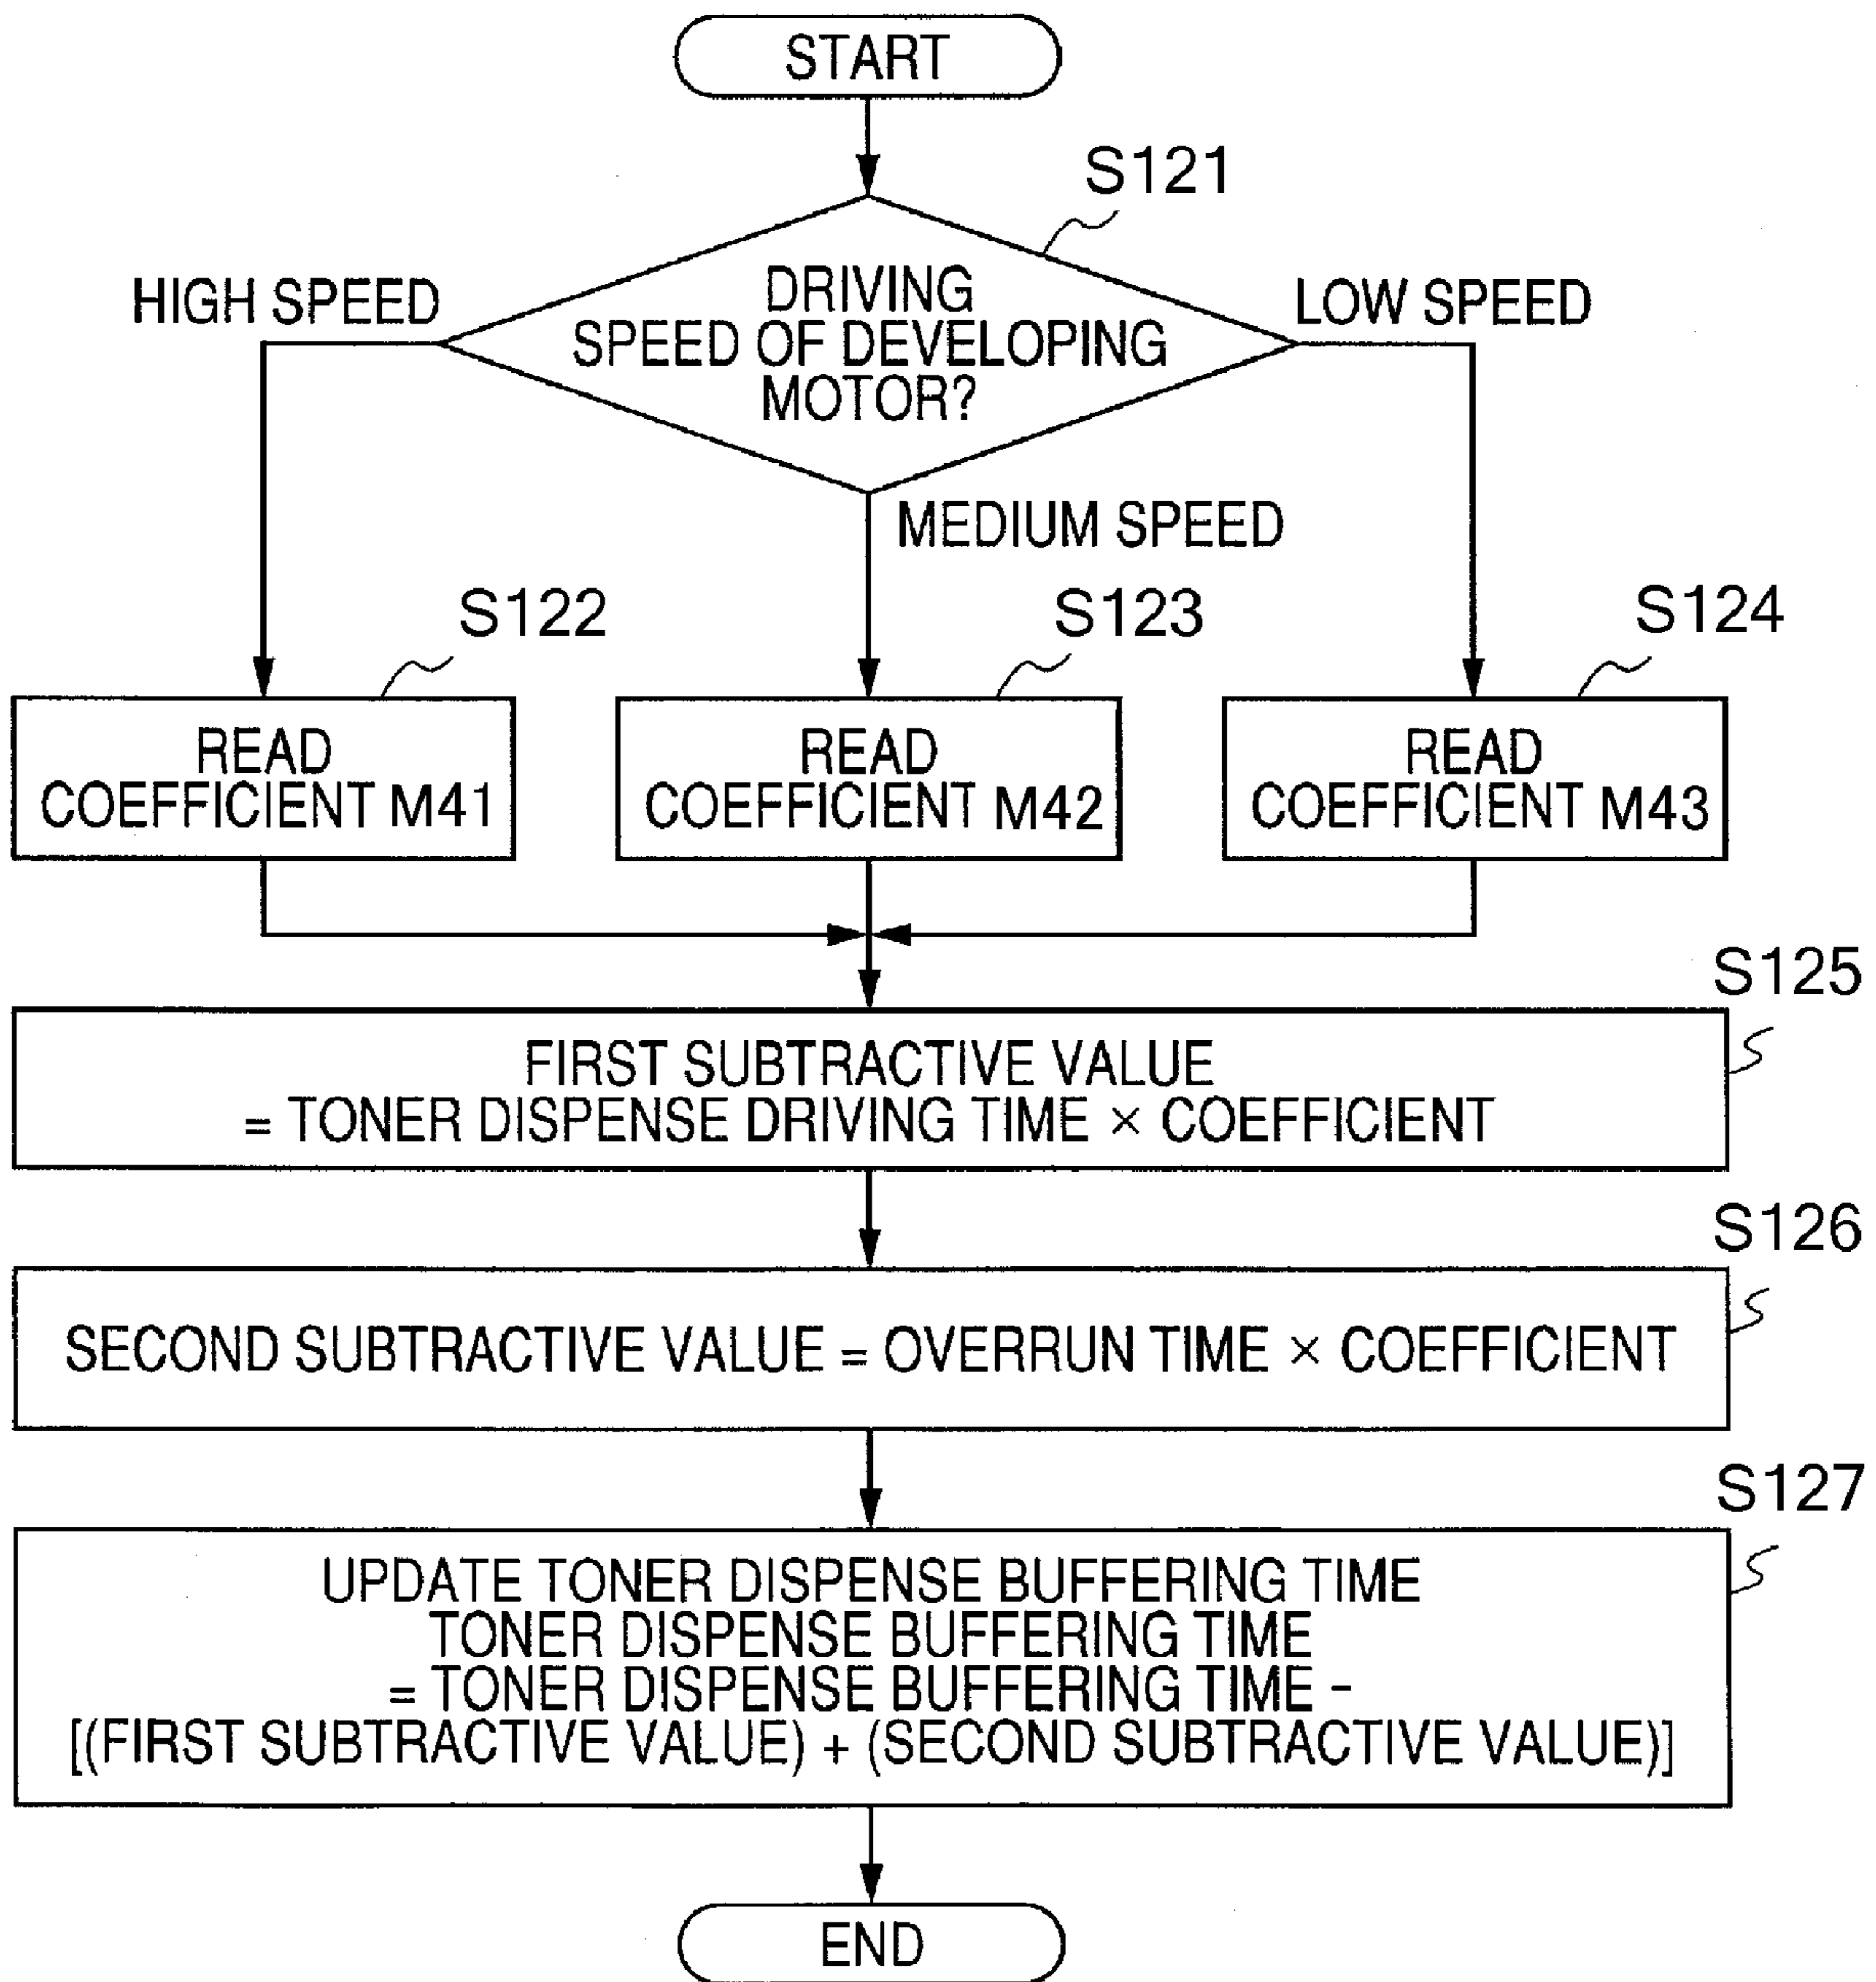 START
S121
DRIVING
SPEED OF DEVELOPING
MOTOR?
HIGH SPEED
LOW SPEED
MEDIUM SPEED
S122
S123
S124
READ
COEFFICIENT M41
READ
COEFFICIENT M42
READ
COEFFICIENT M43
S125
FIRST SUBTRACTIVE VALUE
= TONER DISPENSE DRIVING TIME × COEFFICIENT
S126
SECOND SUBTRACTIVE VALUE = OVERRUN TIME × COEFFICIENT
S127
UPDATE TONER DISPENSE BUFFERING TIME
TONER DISPENSE BUFFERING TIME
= TONER DISPENSE BUFFERING TIME -
[(FIRST SUBTRACTIVE VALUE) + (SECOND SUBTRACTIVE VALUE)]
END